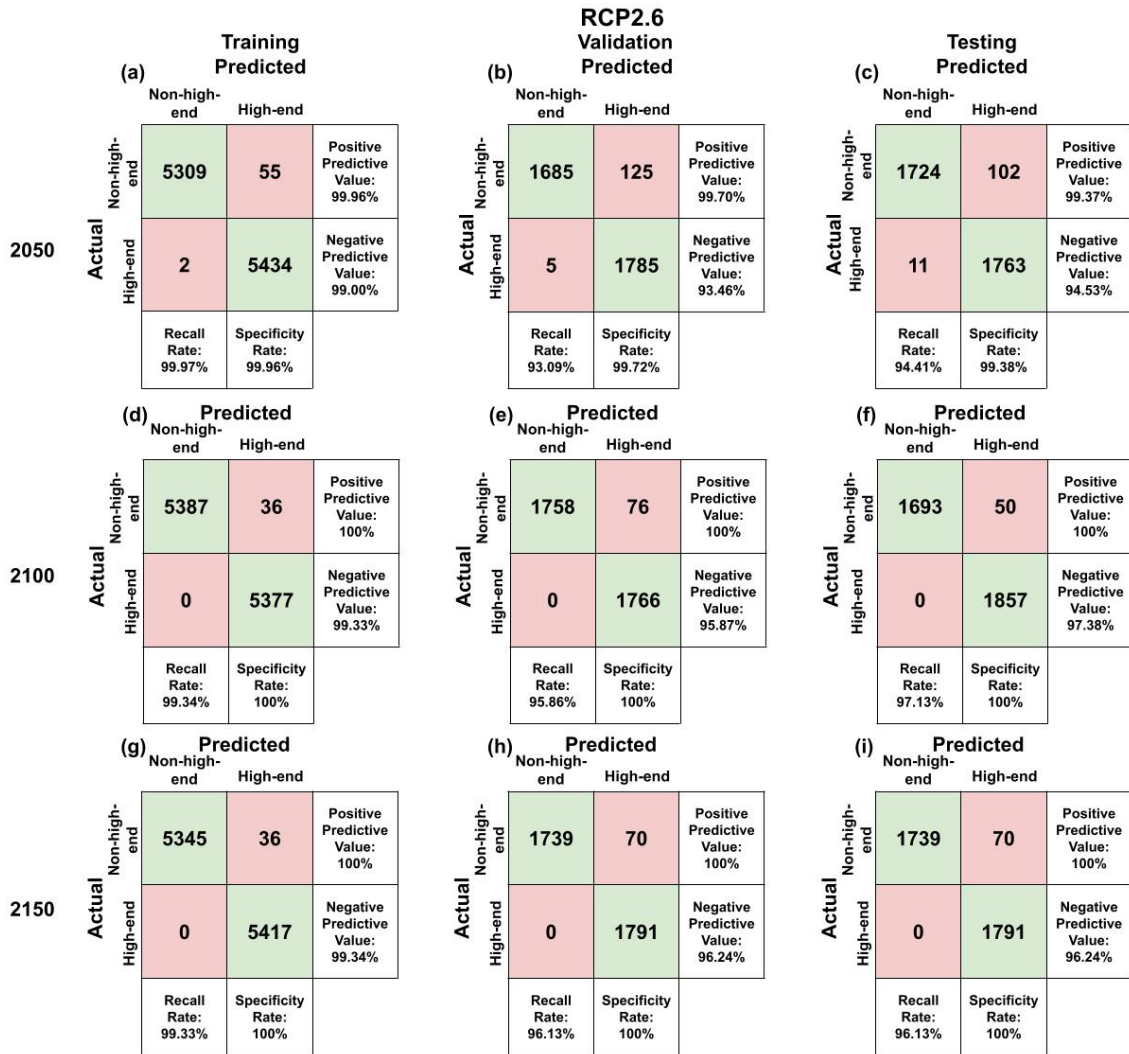 RCP2.6
Training
Predicted
Validation
Predicted
Testing
Predicted
2050
(a)
Non-high-
end
High-end
Actual
Non-high-
end
5309
55
Positive
Predictive
Value:
99.96%
High-end
2
5434
Negative
Predictive
Value:
99.00%
Recall
Rate:
99.97%
Specificity
Rate:
99.96%
(b)
Non-high-
end
High-end
Actual
Non-high-
end
1685
125
Positive
Predictive
Value:
99.70%
High-end
5
1785
Negative
Predictive
Value:
93.46%
Recall
Rate:
93.09%
Specificity
Rate:
99.72%
(c)
Non-high-
end
High-end
Actual
Non-high-
end
1724
102
Positive
Predictive
Value:
99.37%
High-end
11
1763
Negative
Predictive
Value:
94.53%
Recall
Rate:
94.41%
Specificity
Rate:
99.38%
2100
(d)
Predicted
Non-high-
end
High-end
Actual
Non-high-
end
5387
36
Positive
Predictive
Value:
100%
High-end
0
5377
Negative
Predictive
Value:
99.33%
Recall
Rate:
99.34%
Specificity
Rate:
100%
(e)
Predicted
Non-high-
end
High-end
Actual
Non-high-
end
1758
76
Positive
Predictive
Value:
100%
High-end
0
1766
Negative
Predictive
Value:
95.87%
Recall
Rate:
95.86%
Specificity
Rate:
100%
(f)
Predicted
Non-high-
end
High-end
Actual
Non-high-
end
1693
50
Positive
Predictive
Value:
100%
High-end
0
1857
Negative
Predictive
Value:
97.38%
Recall
Rate:
97.13%
Specificity
Rate:
100%
2150
(g)
Predicted
Non-high-
end
High-end
Actual
Non-high-
end
5345
36
Positive
Predictive
Value:
100%
High-end
0
5417
Negative
Predictive
Value:
99.34%
Recall
Rate:
99.33%
Specificity
Rate:
100%
(h)
Predicted
Non-high-
end
High-end
Actual
Non-high-
end
1739
70
Positive
Predictive
Value:
100%
High-end
0
1791
Negative
Predictive
Value:
96.24%
Recall
Rate:
96.13%
Specificity
Rate:
100%
(i)
Predicted
Non-high-
end
High-end
Actual
Non-high-
end
1739
70
Positive
Predictive
Value:
100%
High-end
0
1791
Negative
Predictive
Value:
96.24%
Recall
Rate:
96.13%
Specificity
Rate:
100%